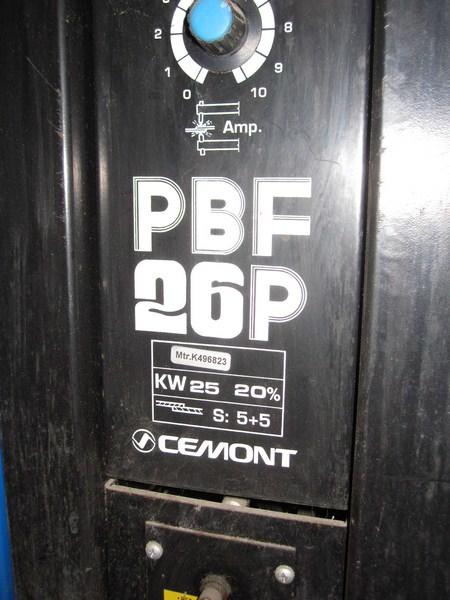 2 8
1 9
0 10
Amp.
PBF
26P
Mtr.K496823
KW 25 20%
S: 5+5
CEMONT